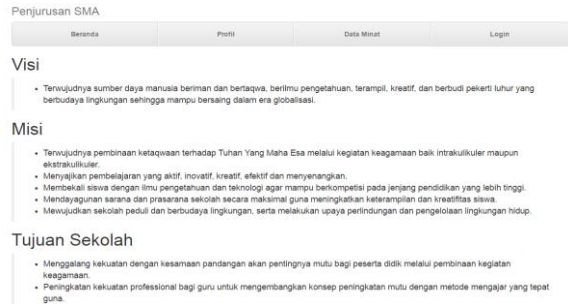 Penjurusan SMA
Beranda Profil Data Minat Login
Visi
Terwujudnya sumber daya manusia beriman dan bertaqwa, berilmu pengetahuan, terampil, kreatif, dan berbudi pekerti luhur yang
berbudaya lingkungan sehingga mampu bersaing dalam era globalisasi.
Misi
Terwujudnya pembinaan ketaqwaan terhadap Tuhan Yang Maha Esa melalui kegiatan keagamaan baik intrakulikuler maupun
ekstrakulikuler.
Menyajikan pembelajaran yang aktif, inovatif, kreatif, efektif dan menyenangkan.
Membekali siswa dengan ilmu pengetahuan dan teknologi agar mampu berkompetisi pada jenjang pendidikan yang lebih tinggi.
Mendayagunan sarana dan prasarana sekolah secara maksimal guna meningkatkan keterampilan dan kreatifitas siswa.
Mewujudkan sekolah peduli dan berbudaya lingkungan, serta melakukan upaya perlindungan dan pengelolaan lingkungan hidup.
Tujuan Sekolah
Menggalang kekuatan dengan kesamaan pandangan akan pentingnya mutu bagi peserta didik melalui pembinaan kegiatan
keagamaan.
Peningkatan kekuatan professional bagi guru untuk mengembangkan konsep peningkatan mutu dengan metode mengajar yang tepat
guna.